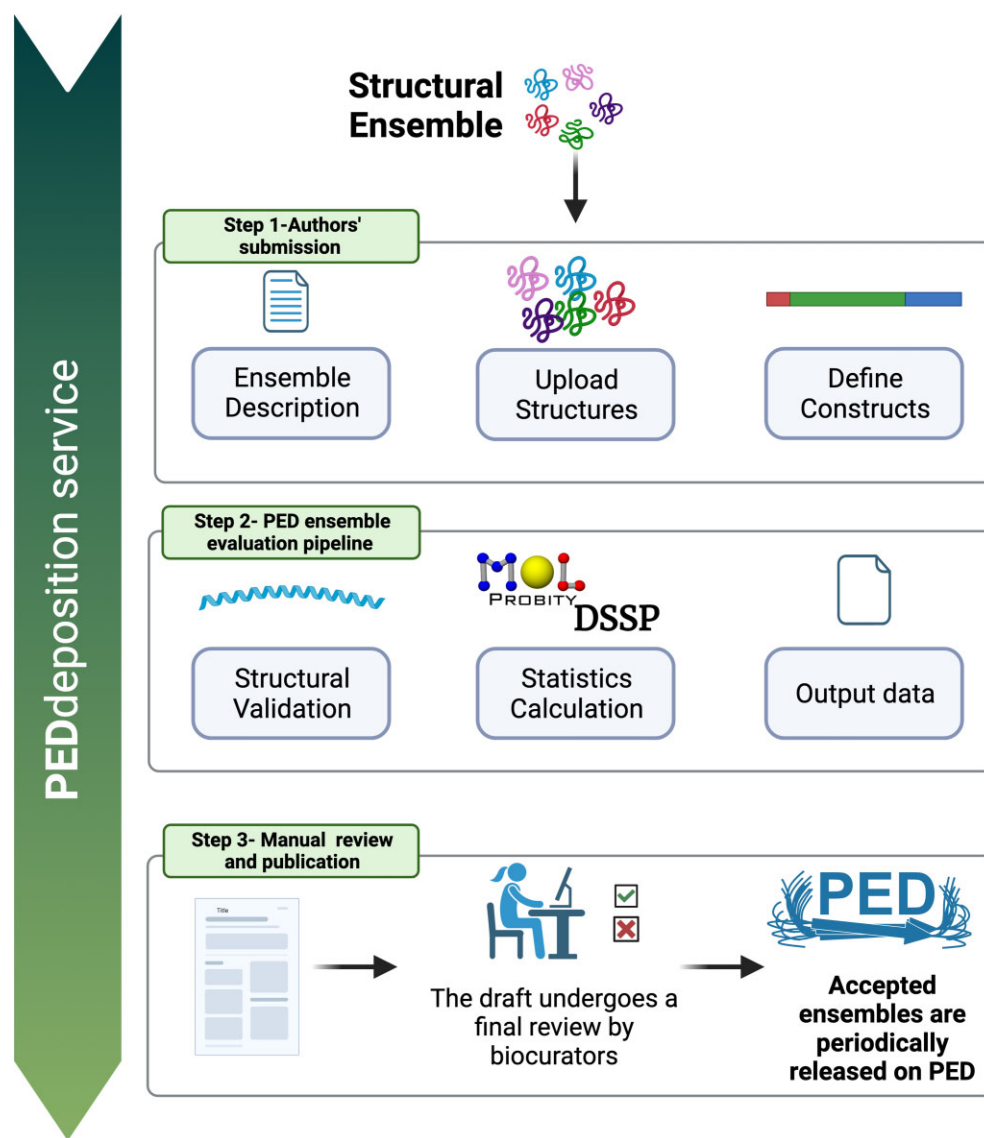 Structural
Ensemble
PEDdeposition service
Step 1-Authors'
submission
Ensemble
Description
Upload
Structures
Define
Constructs
Step 2- PED ensemble
evaluation pipeline
MOL
PROBITY
DSSP
Structural
Validation
Statistics
Calculation
Output data
Step 3- Manual  review
and publication
Title
The draft undergoes a
final review by
biocurators
PED
Accepted
ensembles are
periodically
released on PED